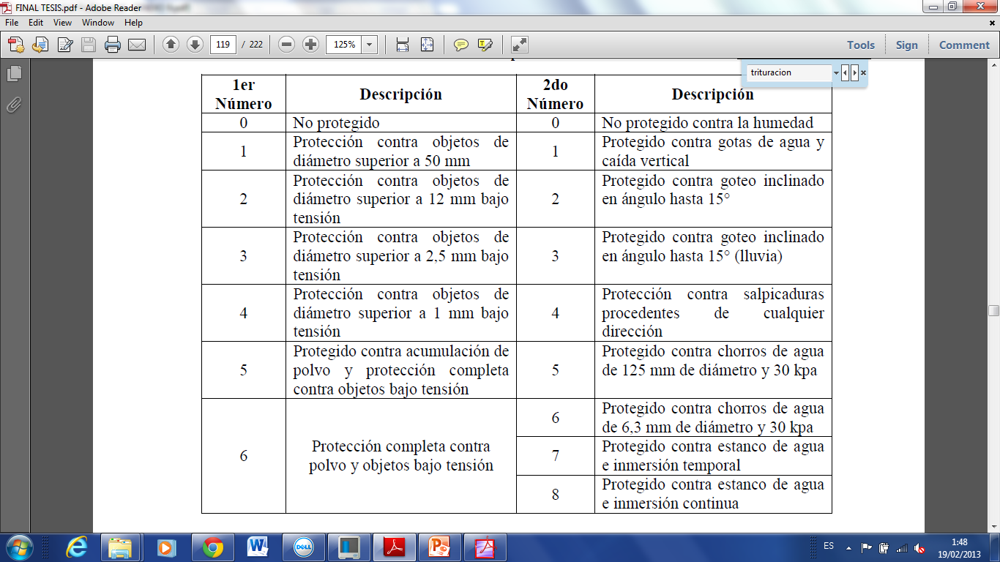 FINAL TESIS.pdf - Adobe Reader
File Edit View Window Help
119 / 222 125% Tools Sign Comment
trituracion
1er Número Descripción 2do Número Descripción
0 No protegido 0 No protegido contra la humedad
1
Protección contra objetos de
diámetro superior a 50 mm
1
Protegido contra gotas de agua y
caída vertical
2
Protección contra objetos de
diámetro superior a 12 mm bajo
tensión
2
Protegido contra goteo inclinado
en ángulo hasta 15°
3
Protección contra objetos de
diámetro superior a 2,5 mm bajo
tensión
3
Protegido contra goteo inclinado
en ángulo hasta 15° (lluvia)
4
Protección contra objetos de
diámetro superior a 1 mm bajo
tensión
4
Protección contra salpicaduras
procedentes de cualquier
dirección
5
Protegido contra acumulación de
polvo y protección completa
contra objetos bajo tensión
5
Protegido contra chorros de agua
de 125 mm de diámetro y 30 kpa
6
Protección completa contra
polvo y objetos bajo tensión
6
Protegido contra chorros de agua
de 6,3 mm de diámetro y 30 kpa
7
Protegido contra estanco de agua
e inmersión temporal
8
Protegido contra estanco de agua
e inmersión continua
DELL
ES
1:48
19/02/2013